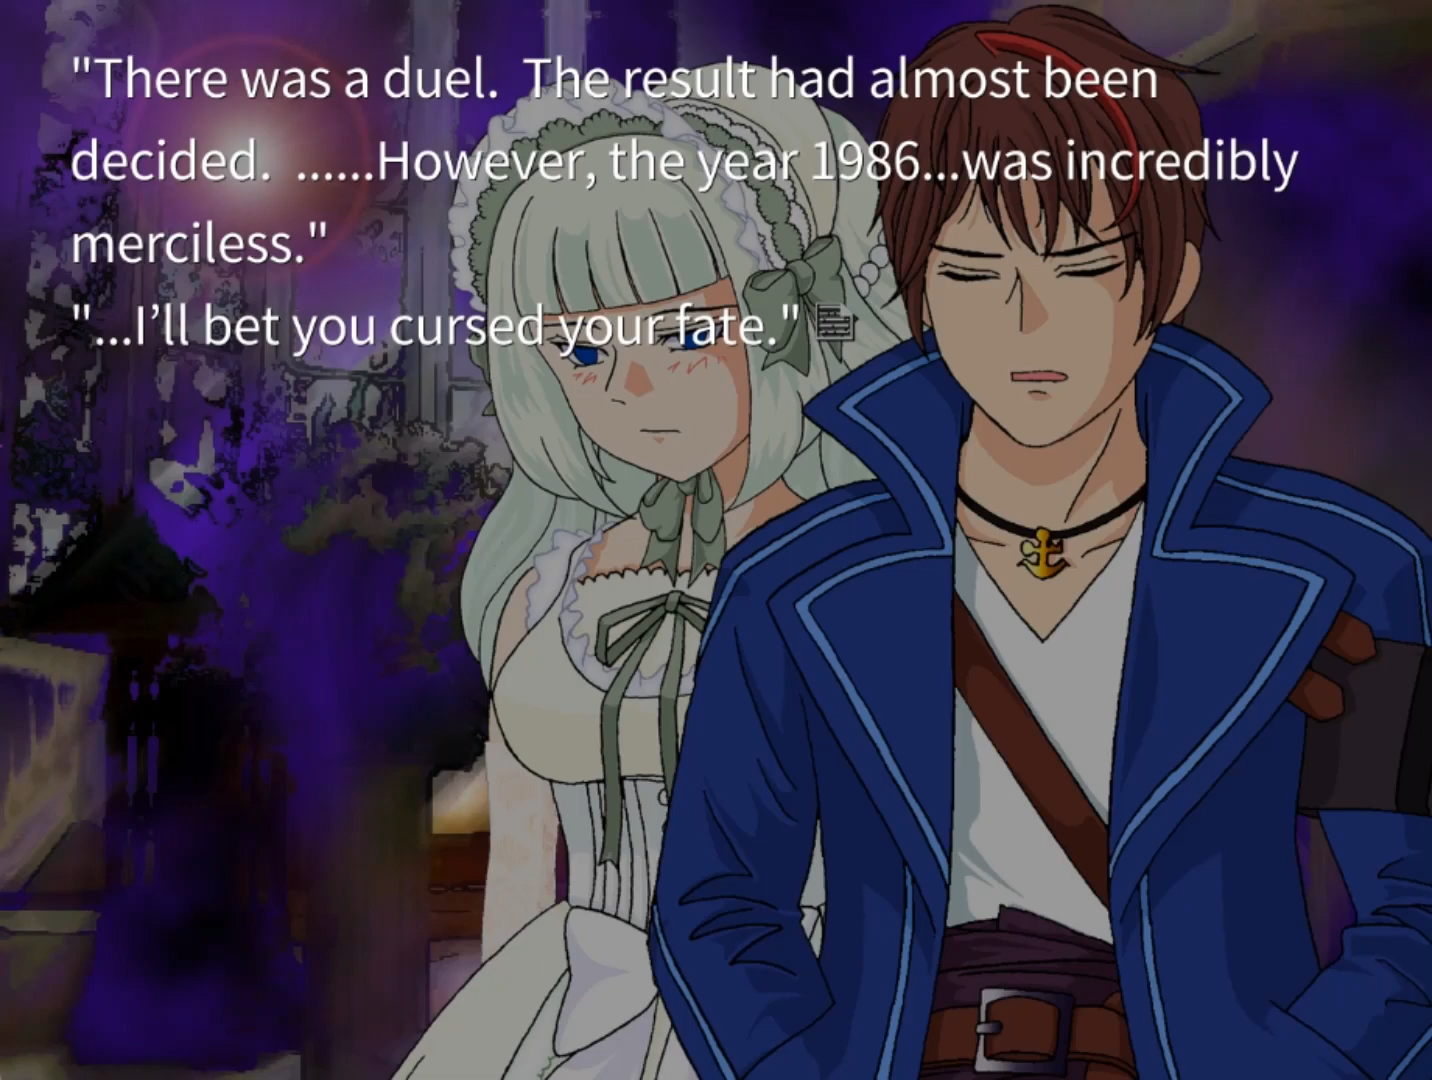 "There was a duel.  The result had almost been
decided.  ......However, the year 1986...was incredibly
merciless."
"...I’ll bet you cursed your fate."